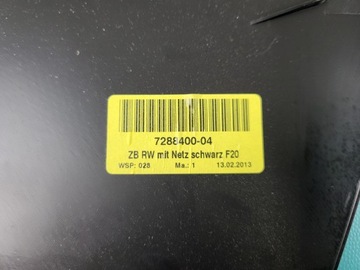 7288400-04
ZB RW mit Netz schwarz F20
WSP: 028 Ma.: 1 13.02.2013